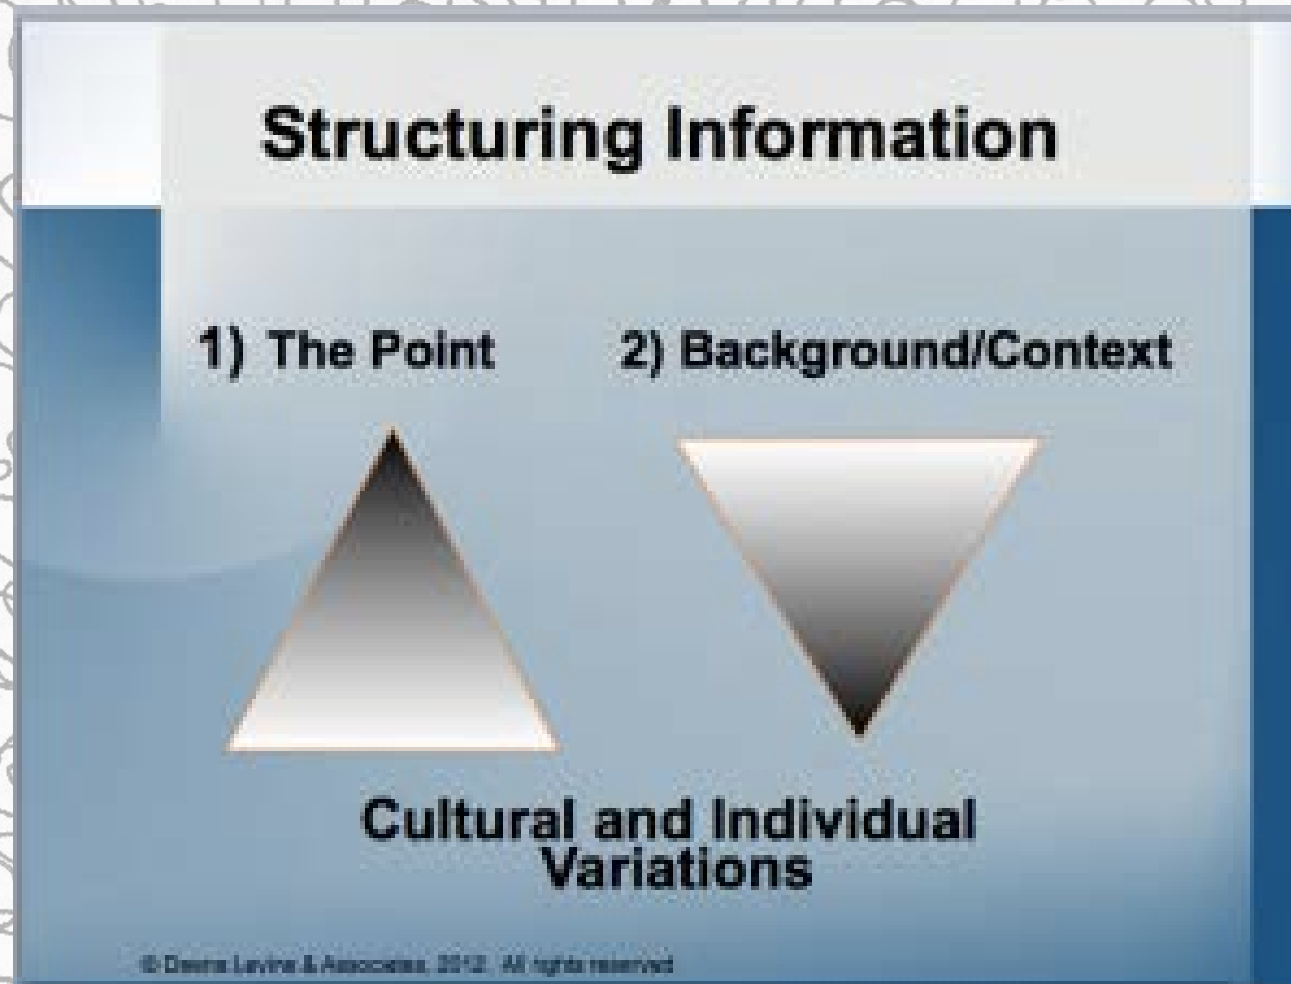 Structuring Information
1) The Point 2) Background/Context
Cultural and Individual
Variations
© Deena Levine & Associates, 2012. All rights reserved